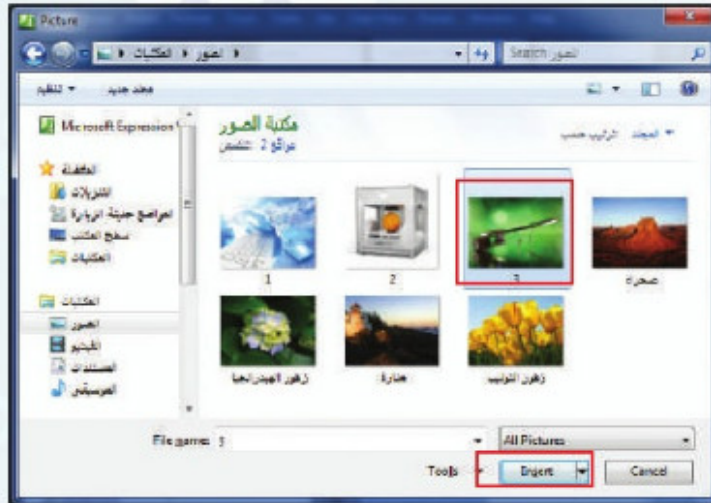 Picture
المكتبات ▸ الصور
Search الصور
تنظيم
مجلد جديد
Microsoft Expression
مكتبة الصور
الترتيب حسب
المجلد
المفضلة
التنزيلات
المواضع حديثة الزيارة
سطح المكتب
المكتبات
المكتبات
الصور
الفيديو
المستندات
الموسيقى
1
2
3
صحراء
زهور الهيدرانجيا
منارة
زهور التوليب
File name: 3
All Pictures
Tools
Insert
Cancel